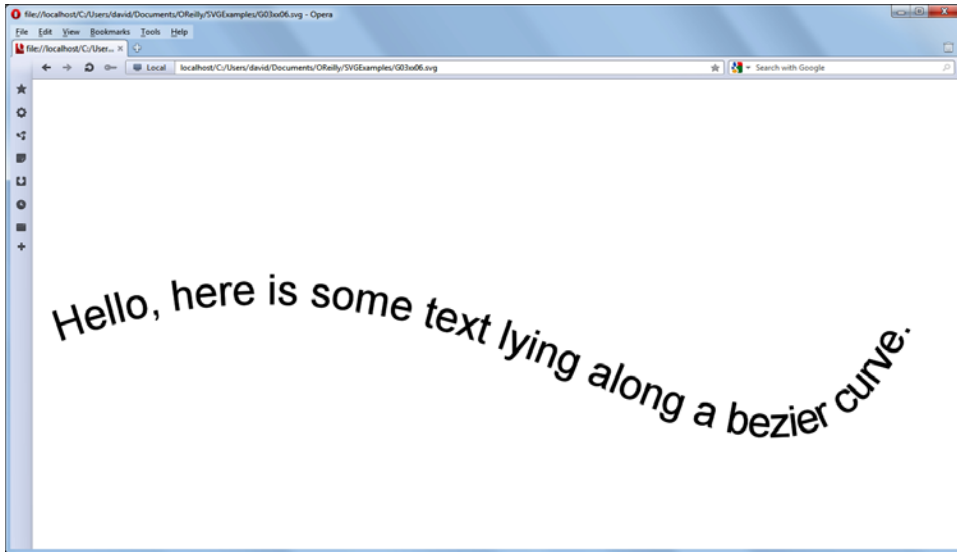 file://localhost/C:/Users/david/Documents/OReilly/SVGExamples/G03xx06.svg - Opera
File Edit View Bookmarks Tools Help
file://localhost/C:/User...
Local localhost/C:/Users/david/Documents/OReilly/SVGExamples/G03xx06.svg Search with Google
Hello, here is some text lying along a bezier curve.